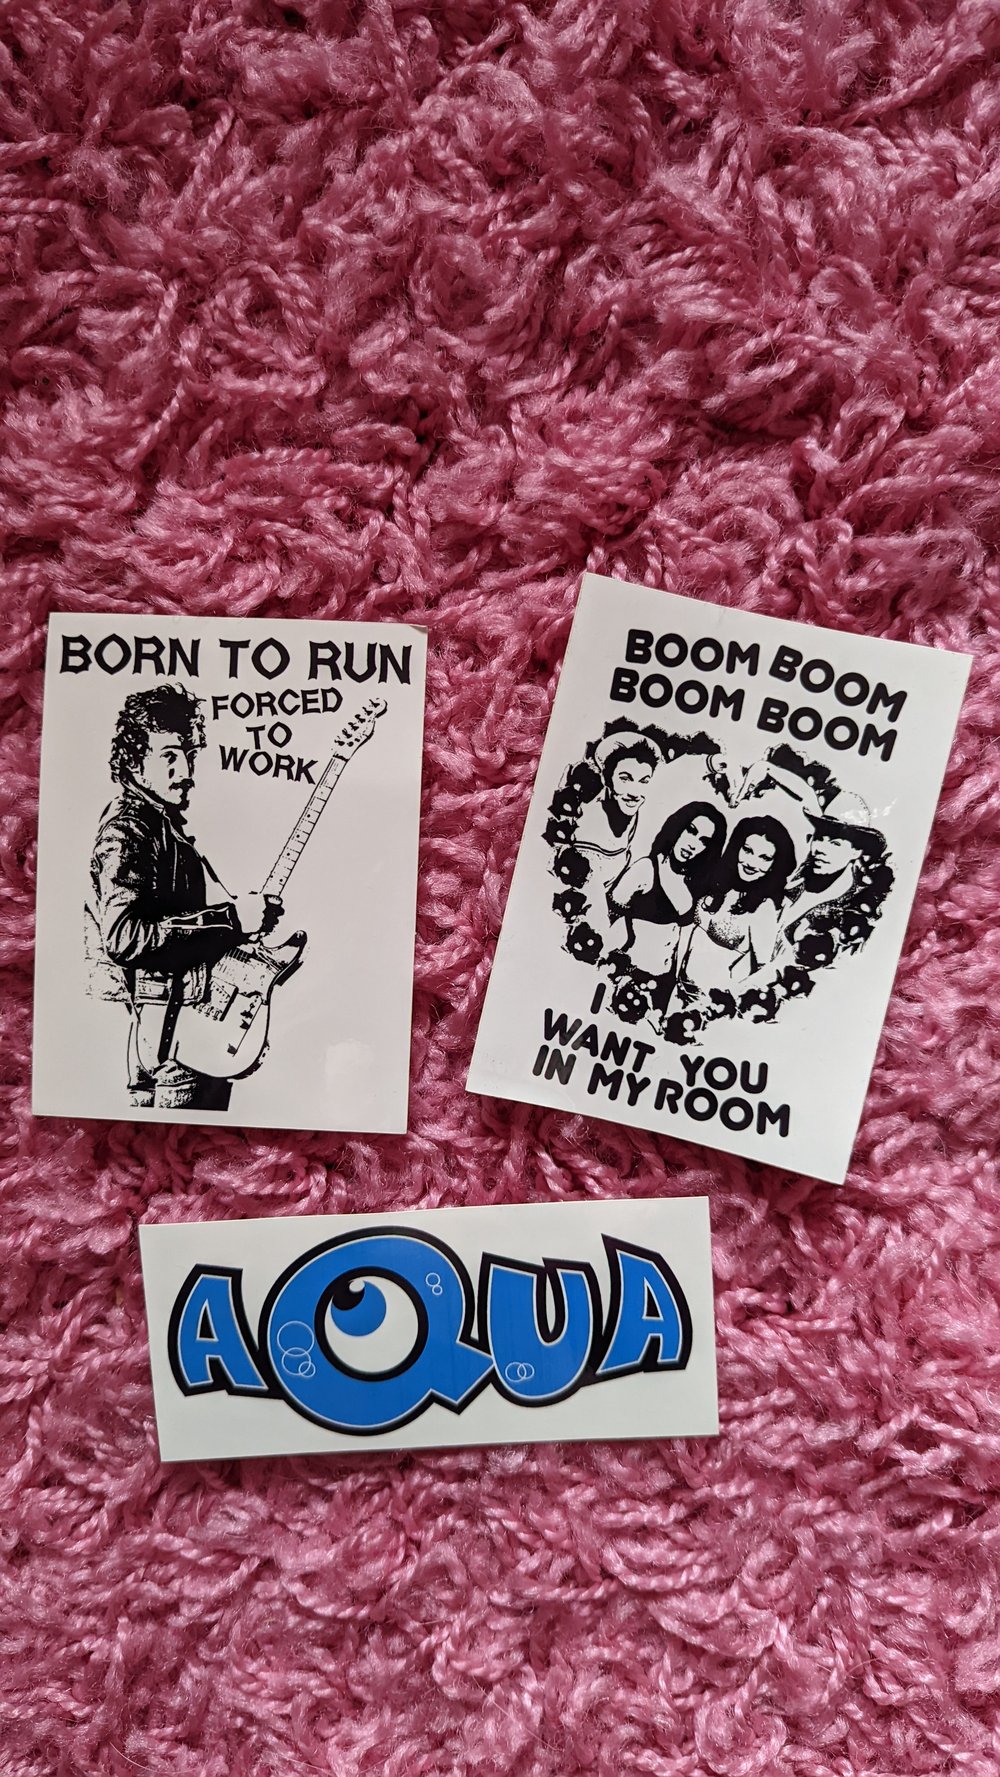 BORN TO RUN
FORCED
TO
WORK
BOOM BOOM
BOOM BOOM
I
WANT YOU
IN MY ROOM
AQUA